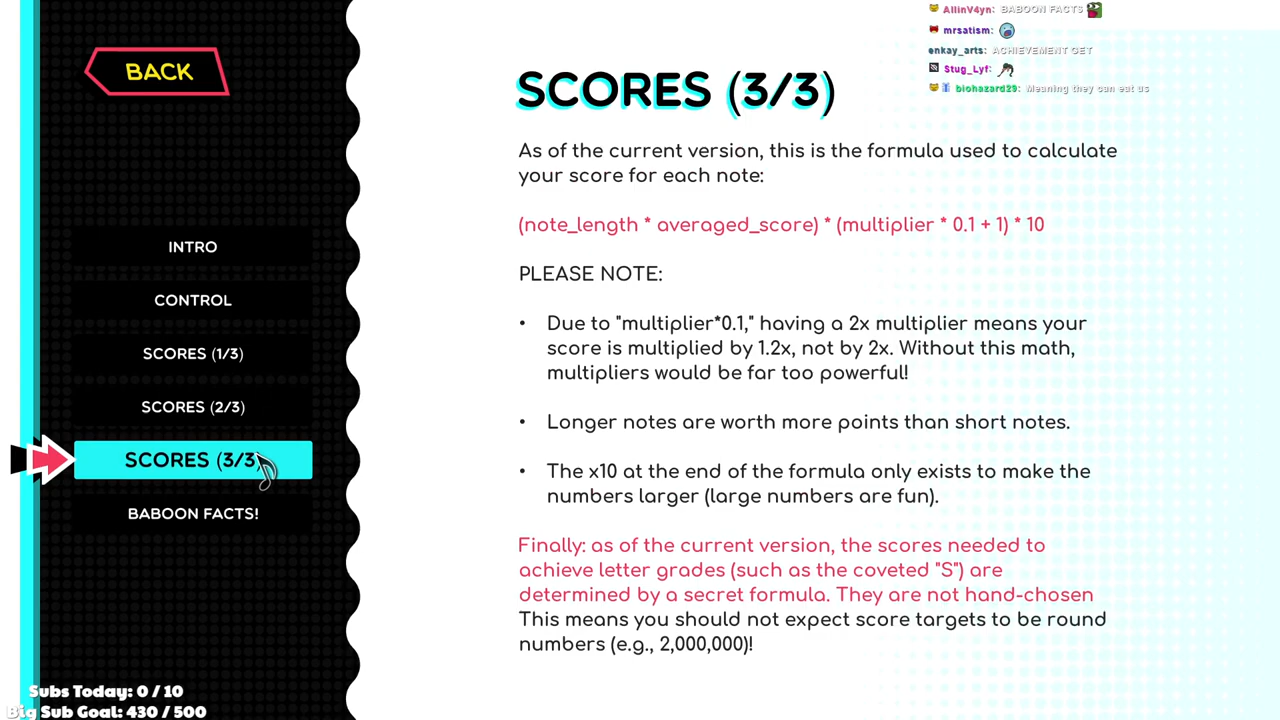 BACK
INTRO
CONTROL
SCORES (1/3)
SCORES (2/3)
SCORES (3/3)
BABOON FACTS!
Subs Today: 0 / 10
Big Sub Goal: 430 / 500
SCORES (3/3)
As of the current version, this is the formula used to calculate
your score for each note:
(note_length * averaged_score) * (multiplier * 0.1 + 1) * 10
PLEASE NOTE:
• Due to "multiplier*0.1," having a 2x multiplier means your
score is multiplied by 1.2x, not by 2x. Without this math,
multipliers would be far too powerful!
• Longer notes are worth more points than short notes.
• The x10 at the end of the formula only exists to make the
numbers larger (large numbers are fun).
Finally: as of the current version, the scores needed to
achieve letter grades (such as the coveted "S") are
determined by a secret formula. They are not hand-chosen
This means you should not expect score targets to be round
numbers (e.g., 2,000,000)!
AllinV4yn: BABOON FACTS
mrsatism:
enkay_arts: ACHIEVEMENT GET
Stug_Lyf:
biohazard29: Meaning they can eat us